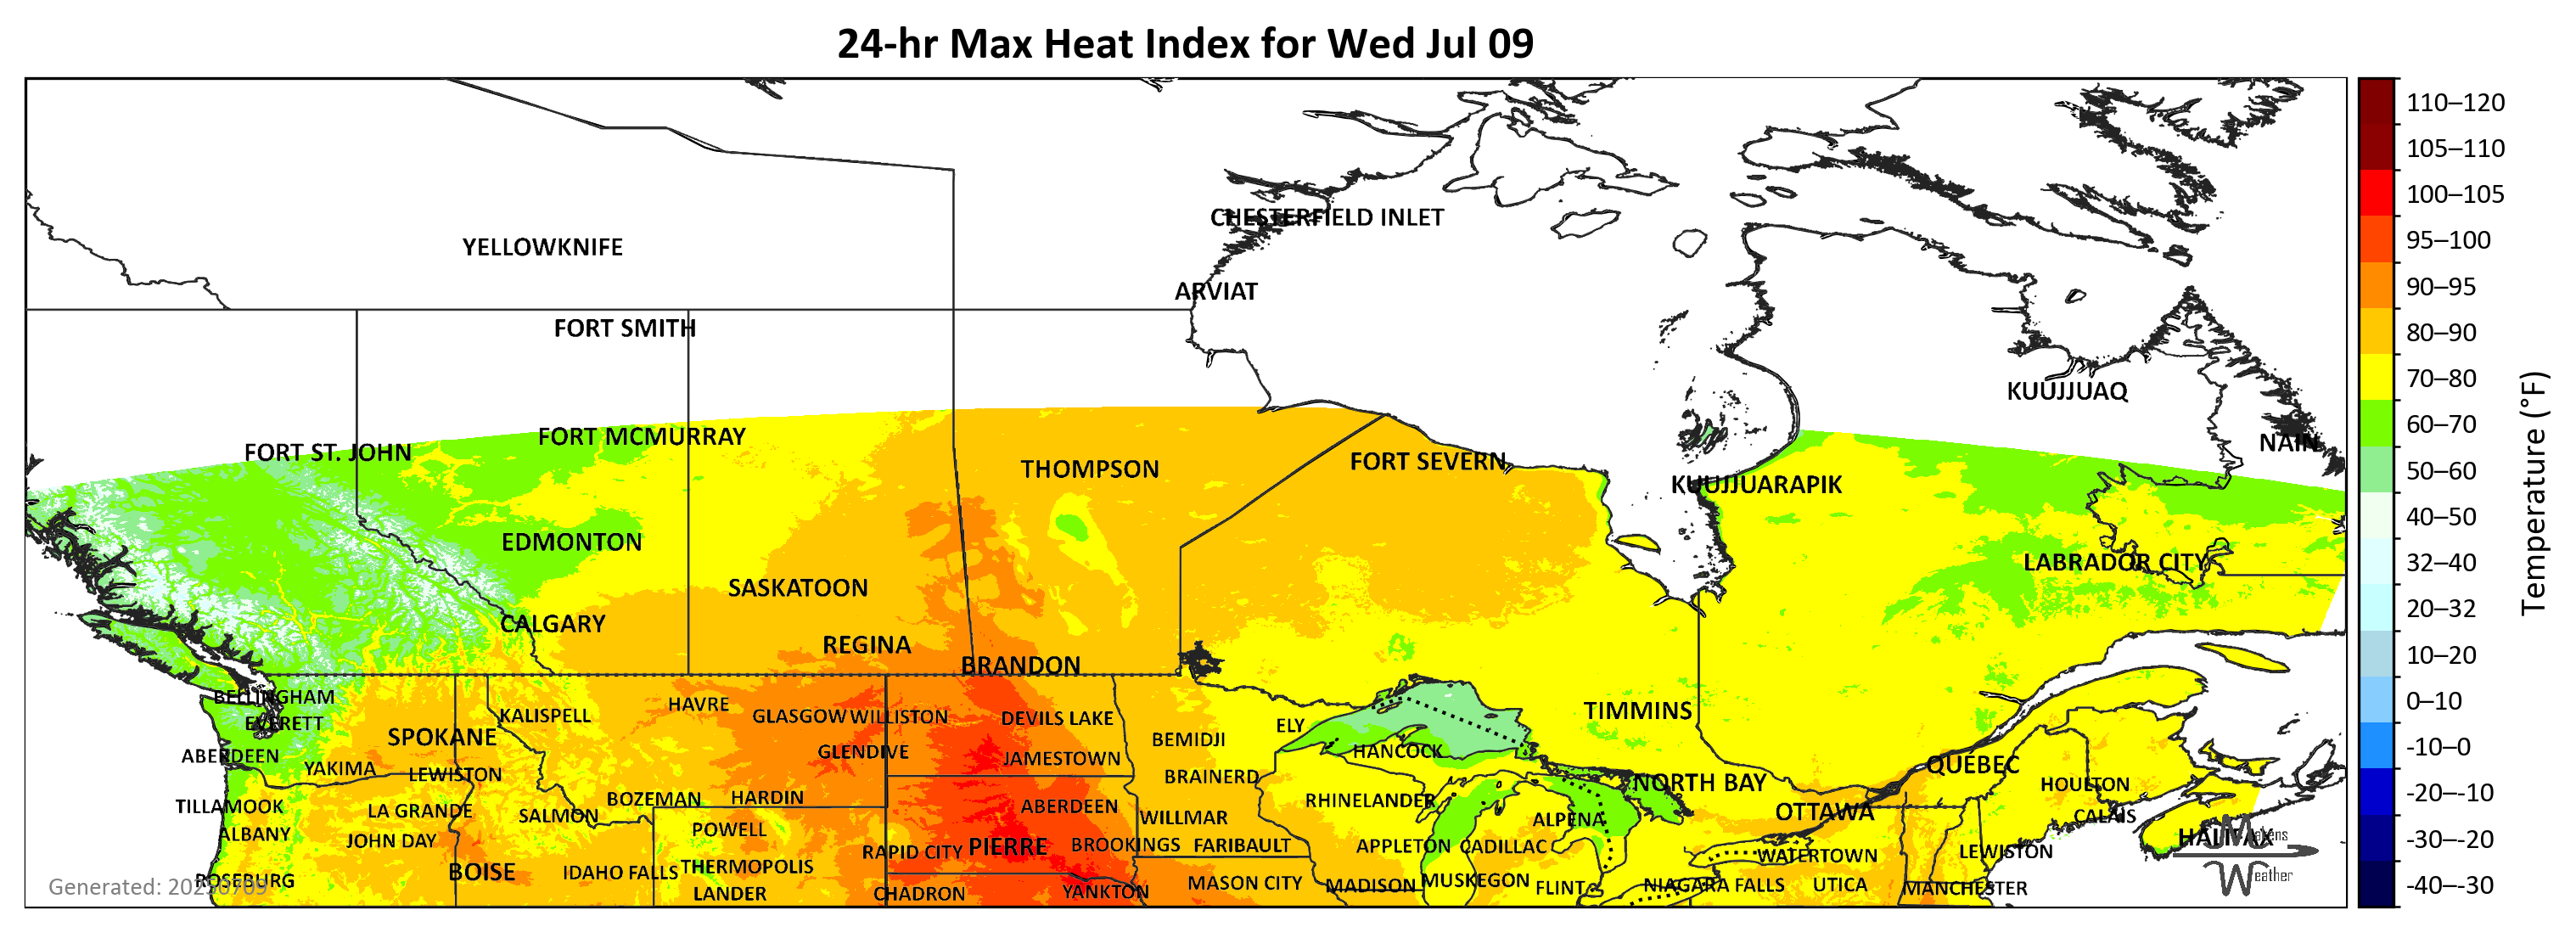 24-hr Max Heat Index for Wed Jul 09
110–120
105–110
100–105
95–100
90–95
80–90
70–80
60–70
50–60
40–50
32–40
20–32
10–20
0–10
-10–0
-20–-10
-30–-20
-40–-30
Temperature (°F)
CHESTERFIELD INLET
YELLOWKNIFE
ARVIAT
FORT SMITH
KUUJJUAQ
FORT MCMURRAY
NAIN
FORT ST. JOHN
FORT SEVERN
THOMPSON
KUUJJUARAPIK
EDMONTON
LABRADOR CITY
SASKATOON
CALGARY
REGINA
BRANDON
BELLINGHAM
HAVRE
TIMMINS
KALISPELL
GLASGOW
WILLISTON
DEVILS LAKE
EVERETT
ELY
SPOKANE
BEMIDJI
GLENDIVE
HANCOCK
ABERDEEN
JAMESTOWN
QUÉBEC
YAKIMA
LEWISTON
BRAINERD
NORTH BAY
HOULTON
BOZEMAN
HARDIN
RHINELANDER
TILLAMOOK
LA GRANDE
SALMON
ABERDEEN
WILLMAR
ALPENA
OTTAWA
CALAIS
ALBANY
JOHN DAY
POWELL
RAPID CITY
PIERRE
BROOKINGS
FARIBAULT
APPLETON
CADILLAC
HALIFAX
Makens
Weather
WATERTOWN
LEWISTON
BOISE
IDAHO FALLS
THERMOPOLIS
ROSEBURG
MASON CITY
MADISON
MUSKEGON
FLINT
NIAGARA FALLS
UTICA
MANCHESTER
LANDER
CHADRON
YANKTON
Generated: 20250709